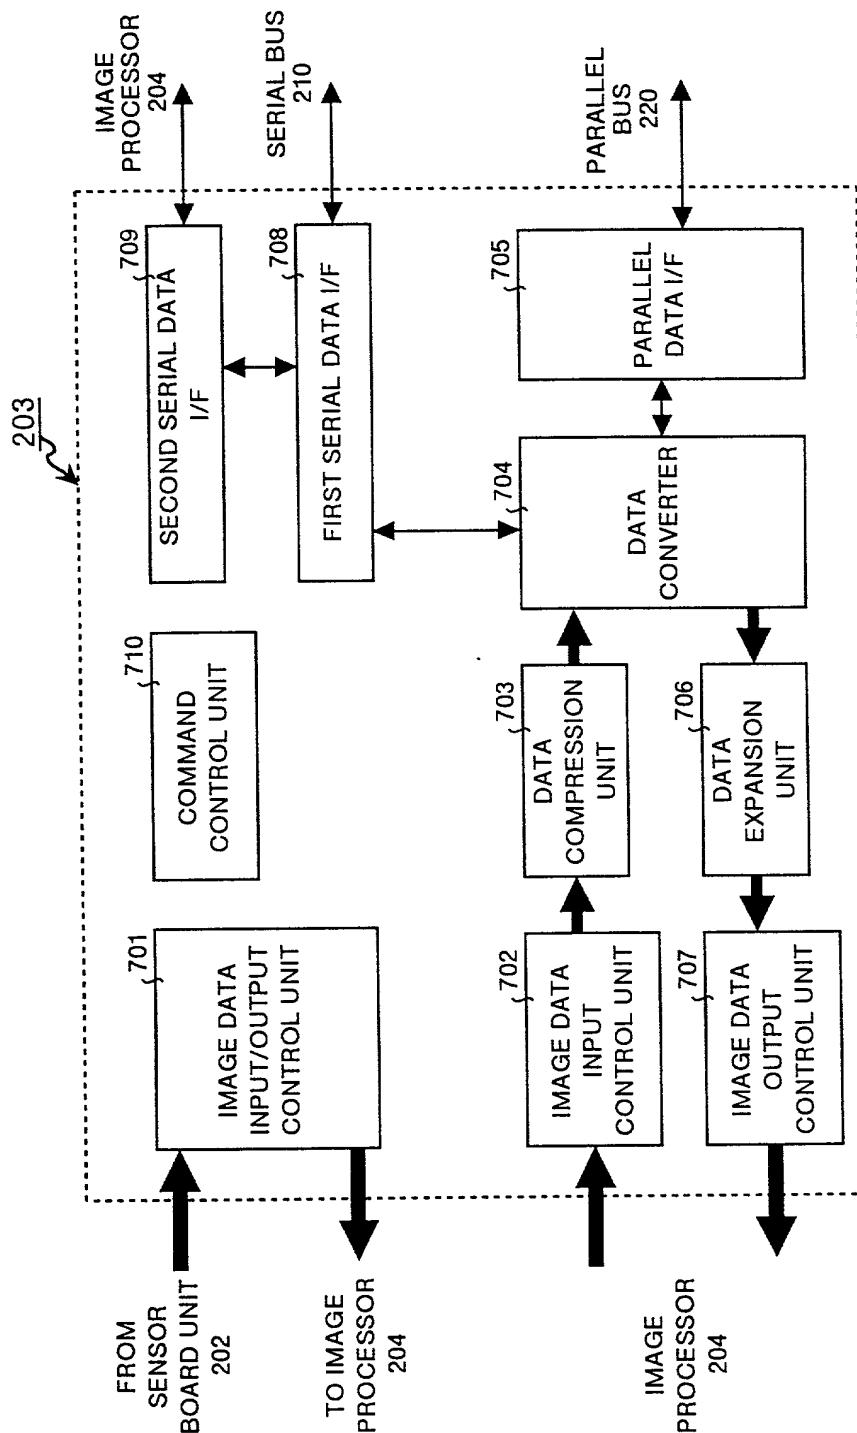 203
FROM
SENSOR
BOARD UNIT
202
TO IMAGE
PROCESSOR
204
701
IMAGE DATA
INPUT/OUTPUT
CONTROL UNIT
710
COMMAND
CONTROL UNIT
709
SECOND SERIAL DATA
I/F
708
FIRST SERIAL DATA I/F
IMAGE
PROCESSOR
204
SERIAL BUS
210
IMAGE
PROCESSOR
204
702
IMAGE DATA
INPUT
CONTROL UNIT
703
DATA
COMPRESSION
UNIT
704
DATA
CONVERTER
705
PARALLEL
DATA I/F
PARALLEL
BUS
220
707
IMAGE DATA
OUTPUT
CONTROL UNIT
706
DATA
EXPANSION
UNIT